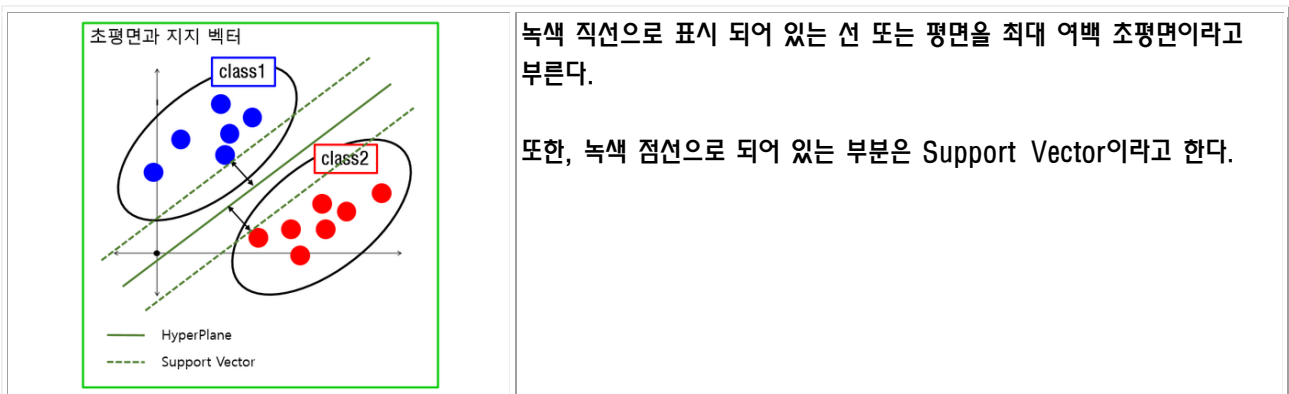 초평면과 지지 벡터
class1
class2
HyperPlane
Support Vector
녹색 직선으로 표시 되어 있는 선 또는 평면을 최대 여백 초평면이라고
부른다.
또한, 녹색 점선으로 되어 있는 부분은 Support Vector이라고 한다.